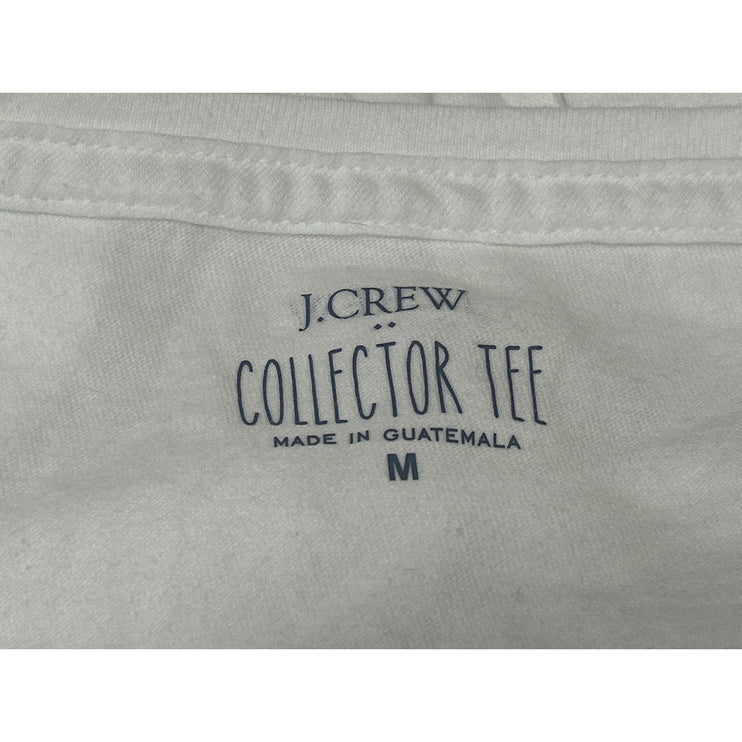 J.CREW
COLLECTOR TEE
MADE IN GUATEMALA
M